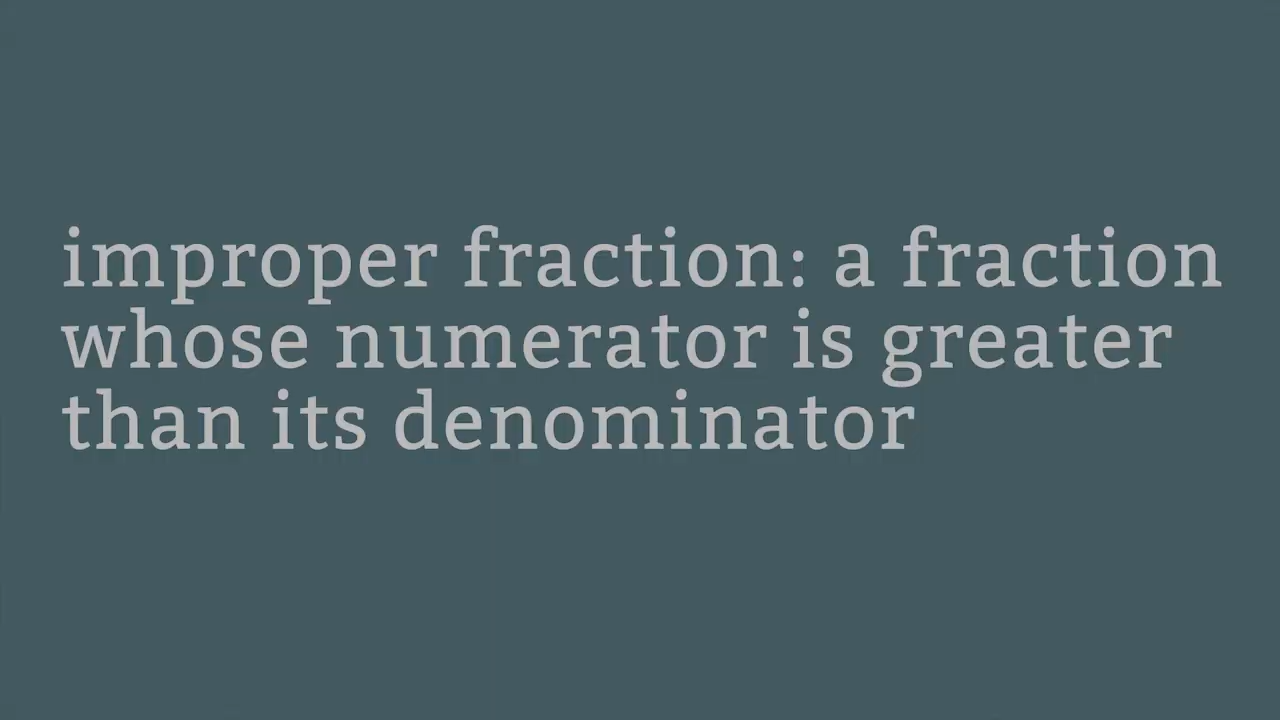 improper fraction: a fraction
whose numerator is greater
than its denominator